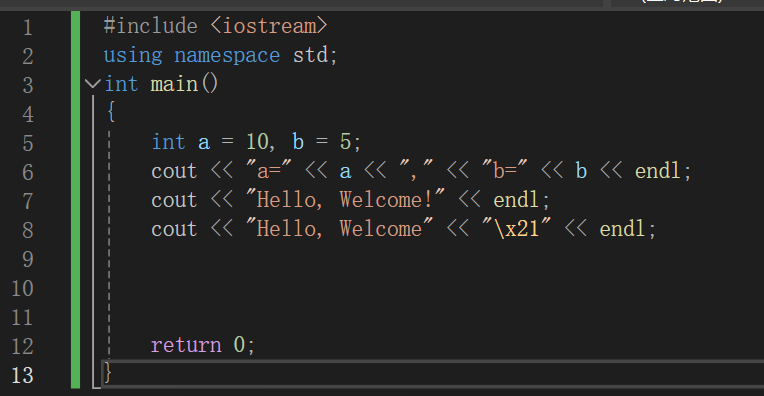 1 #include <iostream>
2 using namespace std;
3 int main()
4 {
5 int a = 10, b = 5;
6 cout << "a=" << a << "," << "b=" << b << endl;
7 cout << "Hello, Welcome!" << endl;
8 cout << "Hello, Welcome" << "\x21" << endl;
9
10
11
12 return 0;
13 }